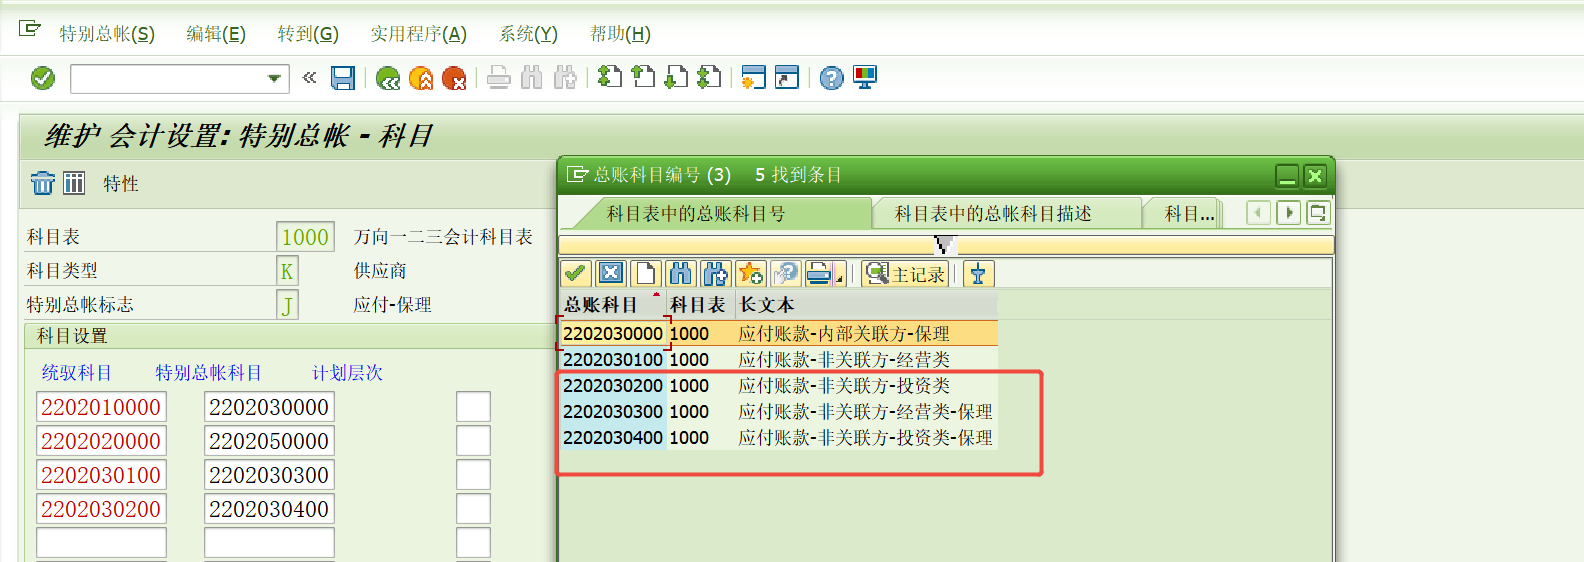 特别总帐(S) 编辑(E) 转到(G) 实用程序(A) 系统(Y) 帮助(H)
维护 会计设置: 特别总帐 - 科目
特性
科目表 1000 万向一二三会计科目表
科目类型 K 供应商
特别总帐标志 J 应付-保理
科目设置
统驭科目 特别总帐科目 计划层次
2202010000 2202030000
2202020000 2202050000
2202030100 2202030300
2202030200 2202030400
总账科目编号 (3) 5 找到条目
科目表中的总账科目号 科目表中的总帐科目描述 科目...
主记录
总账科目 科目表 长文本
2202030000 1000 应付账款-内部关联方-保理
2202030100 1000 应付账款-非关联方-经营类
2202030200 1000 应付账款-非关联方-投资类
2202030300 1000 应付账款-非关联方-经营类-保理
2202030400 1000 应付账款-非关联方-投资类-保理